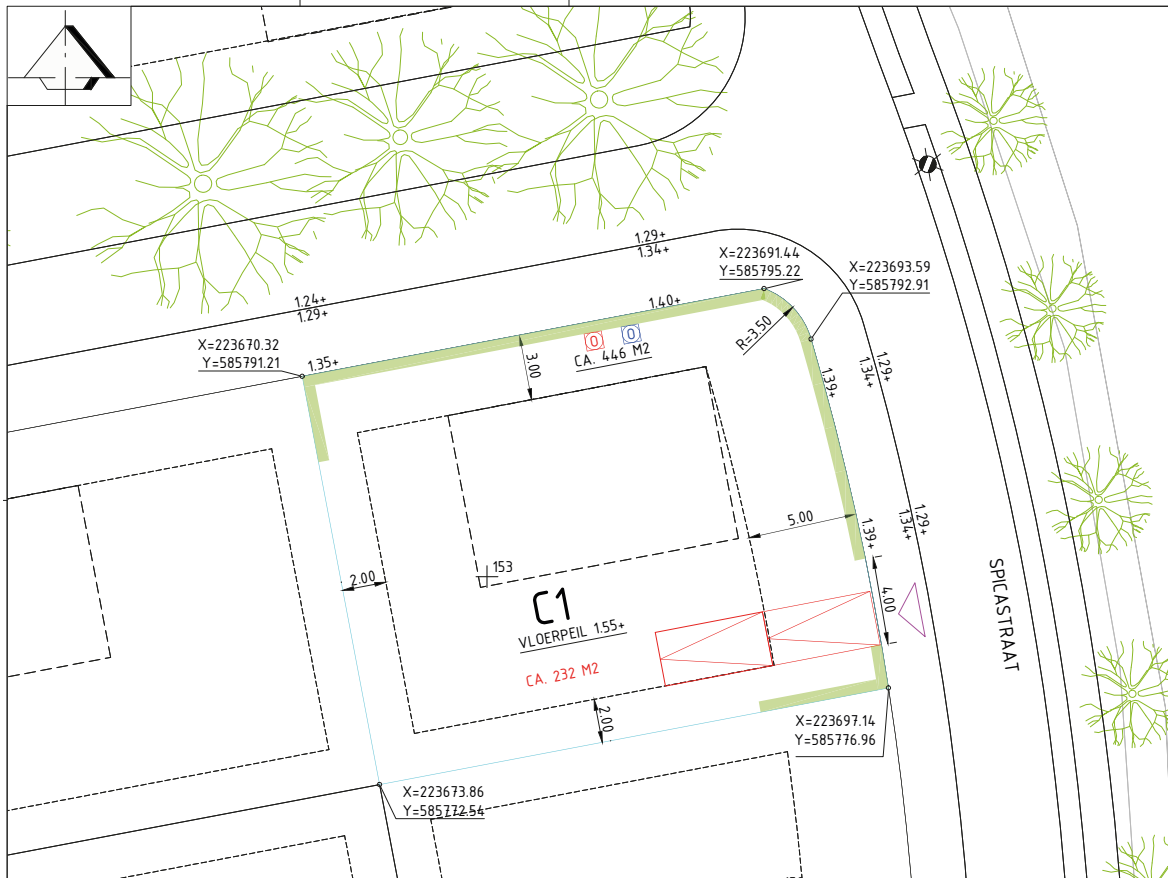 1.29+
1.34+
X=223691.44
Y=585795.22
X=223693.59
Y=585792.91
1.24+
1.29+
1.40+
X=223670.32
Y=585791.21
1.35+
0
0
CA. 446 M2
R=3.50
3.00
1.29+
1.34+
1.39+
5.00
1.29+
1.34+
1.39+
2.00
153
C1
VLOERPEIL 1.55+
CA. 232 M2
4.00
SPICASTRAAT
2.00
X=223697.14
Y=585776.96
X=223673.86
Y=585772.54